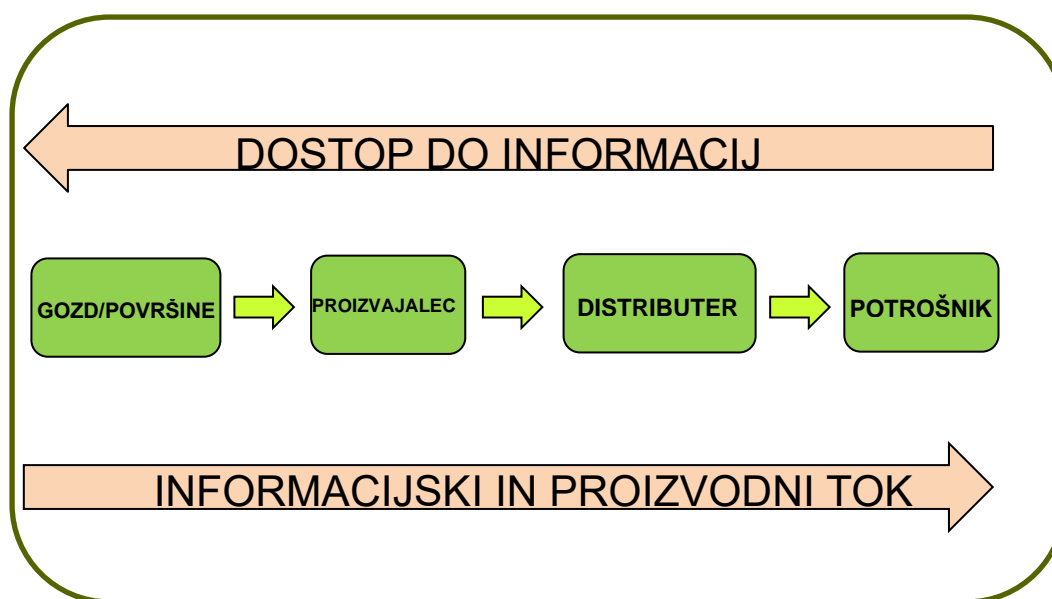 DOSTOP DO INFORMACIJ
GOZD/POVRŠINE
PROIZVAJALEC
DISTRIBUTER
POTROŠNIK
INFORMACIJSKI IN PROIZVODNI TOK